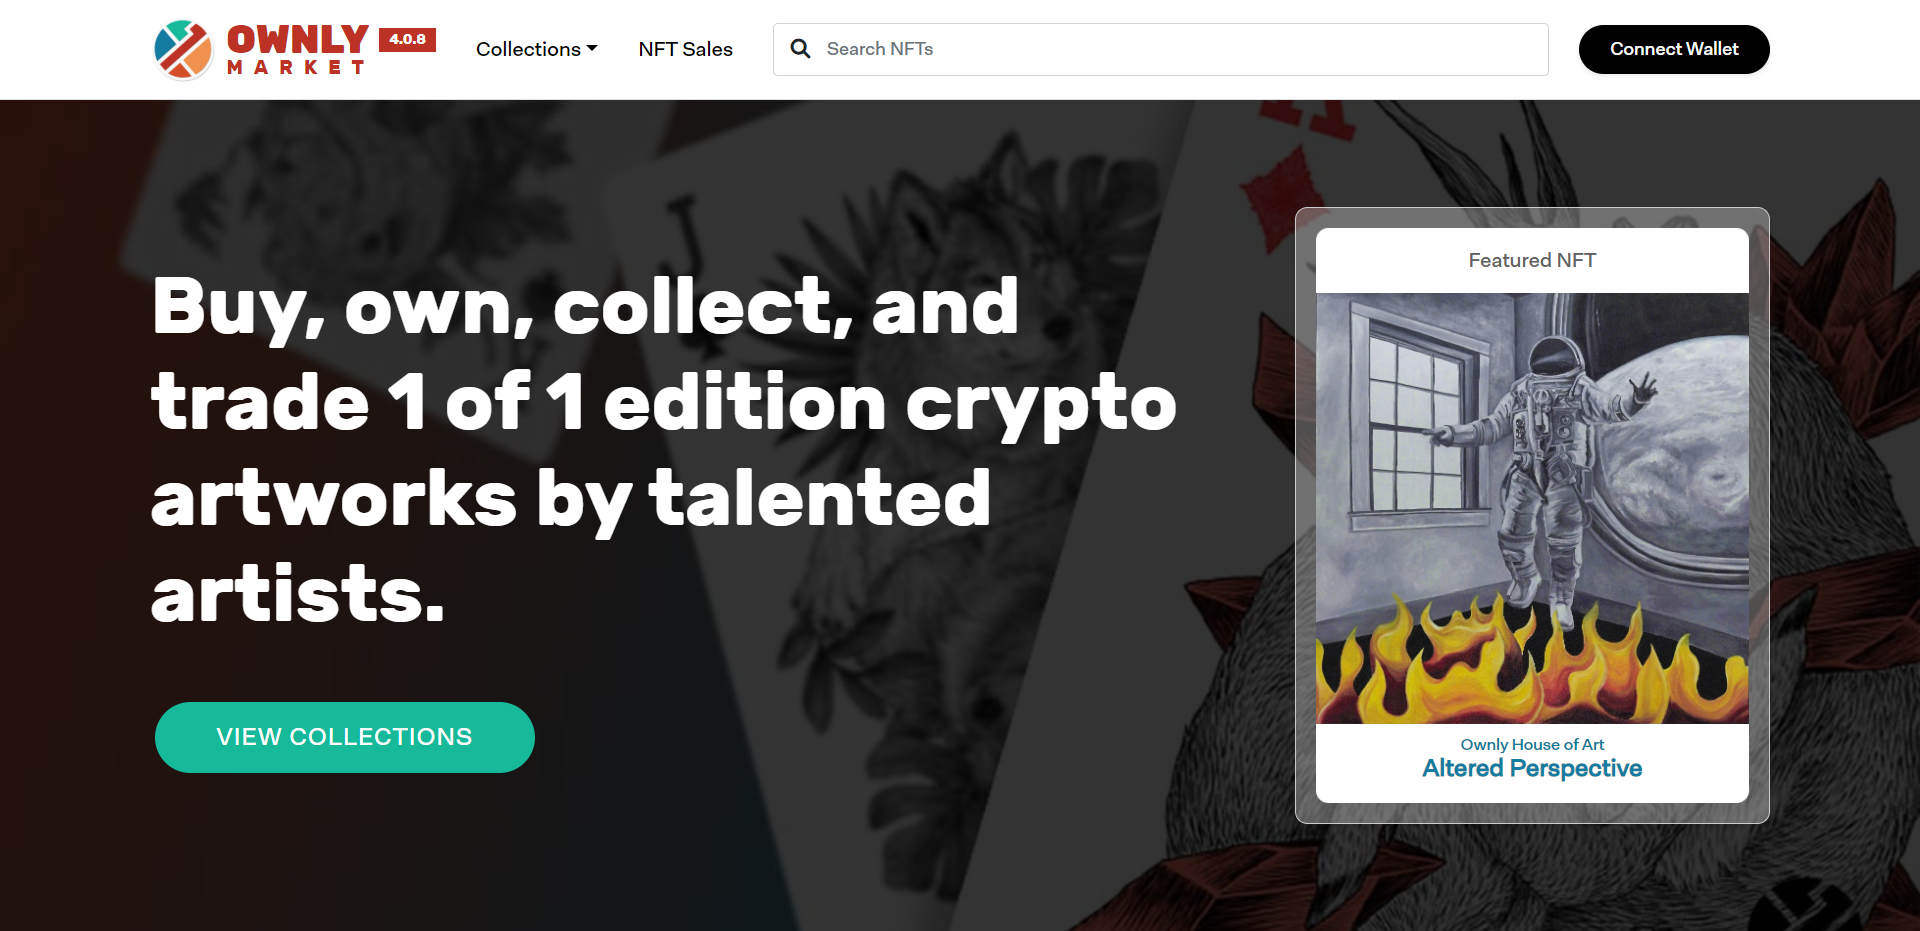 OWNLY
MARKET
4.0.8
Collections
NFT Sales
Search NFTs
Connect Wallet
Buy, own, collect, and
trade 1 of 1 edition crypto
artworks by talented
artists.
VIEW COLLECTIONS
J
Featured NFT
Ownly House of Art
Altered Perspective